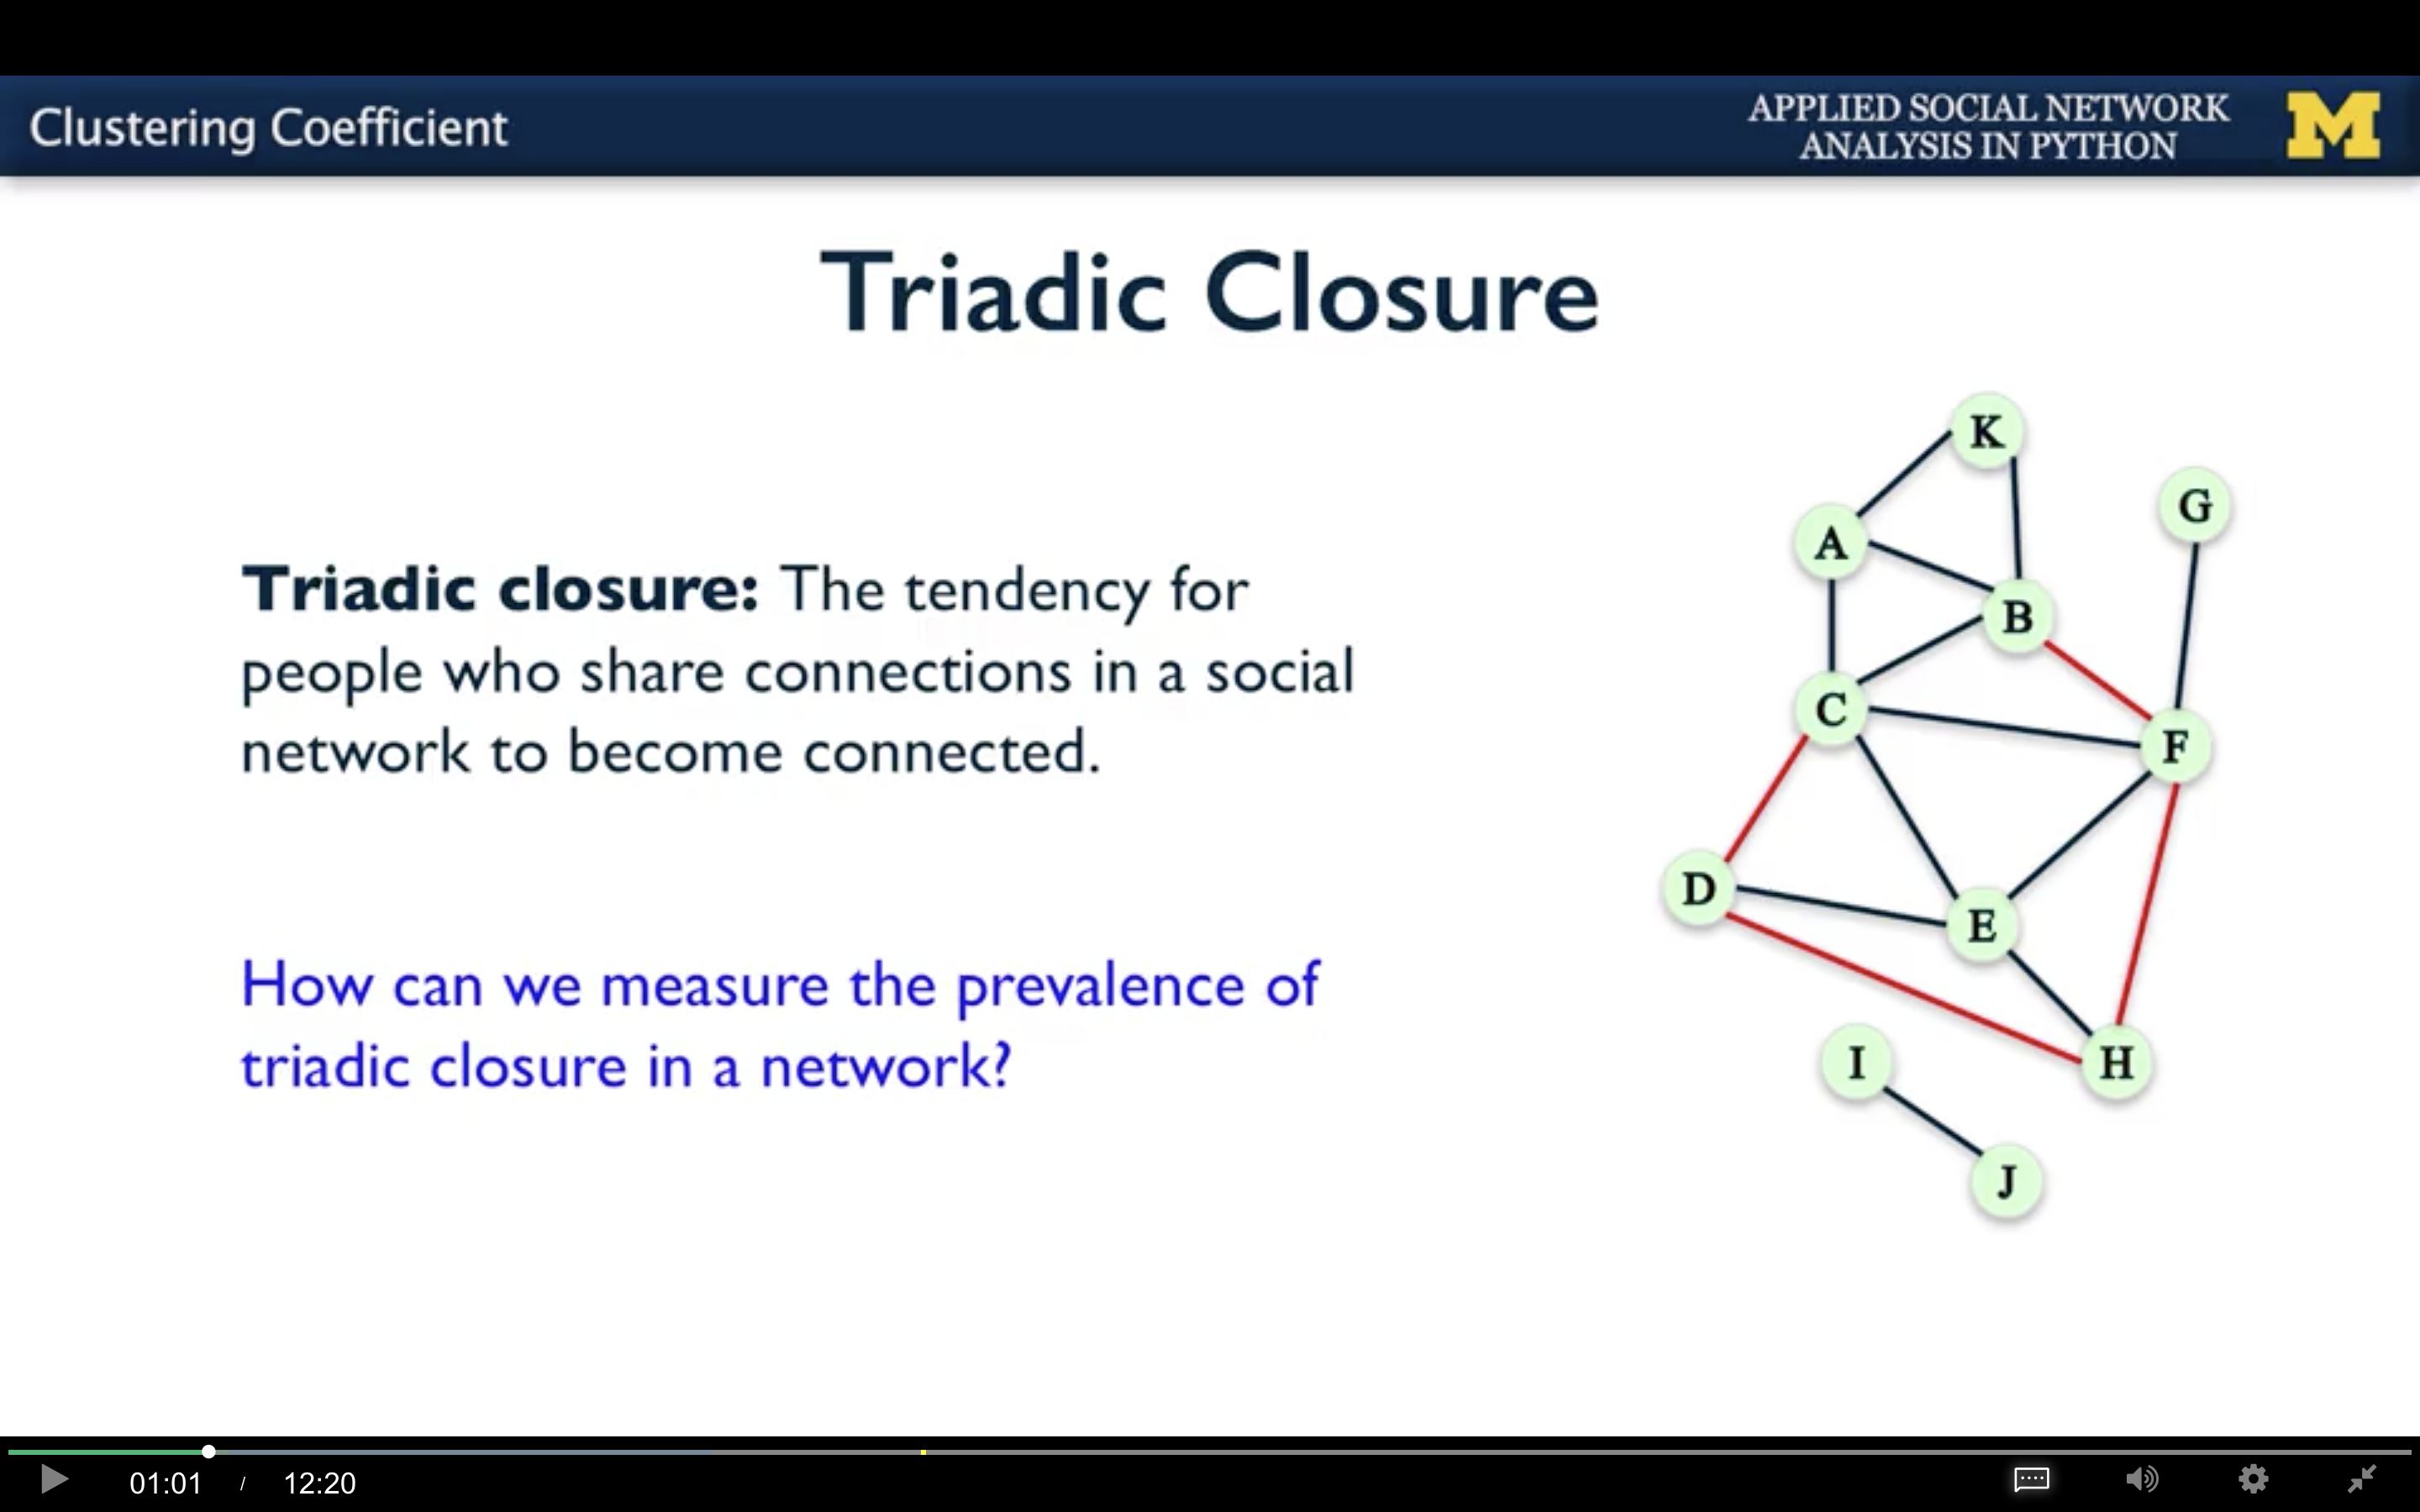 Clustering Coefficient
APPLIED SOCIAL NETWORK
ANALYSIS IN PYTHON
M
Triadic Closure
Triadic closure: The tendency for
people who share connections in a social
network to become connected.
How can we measure the prevalence of
triadic closure in a network?
K
G
A
B
C
F
D
E
I
H
J
01:01 / 12:20